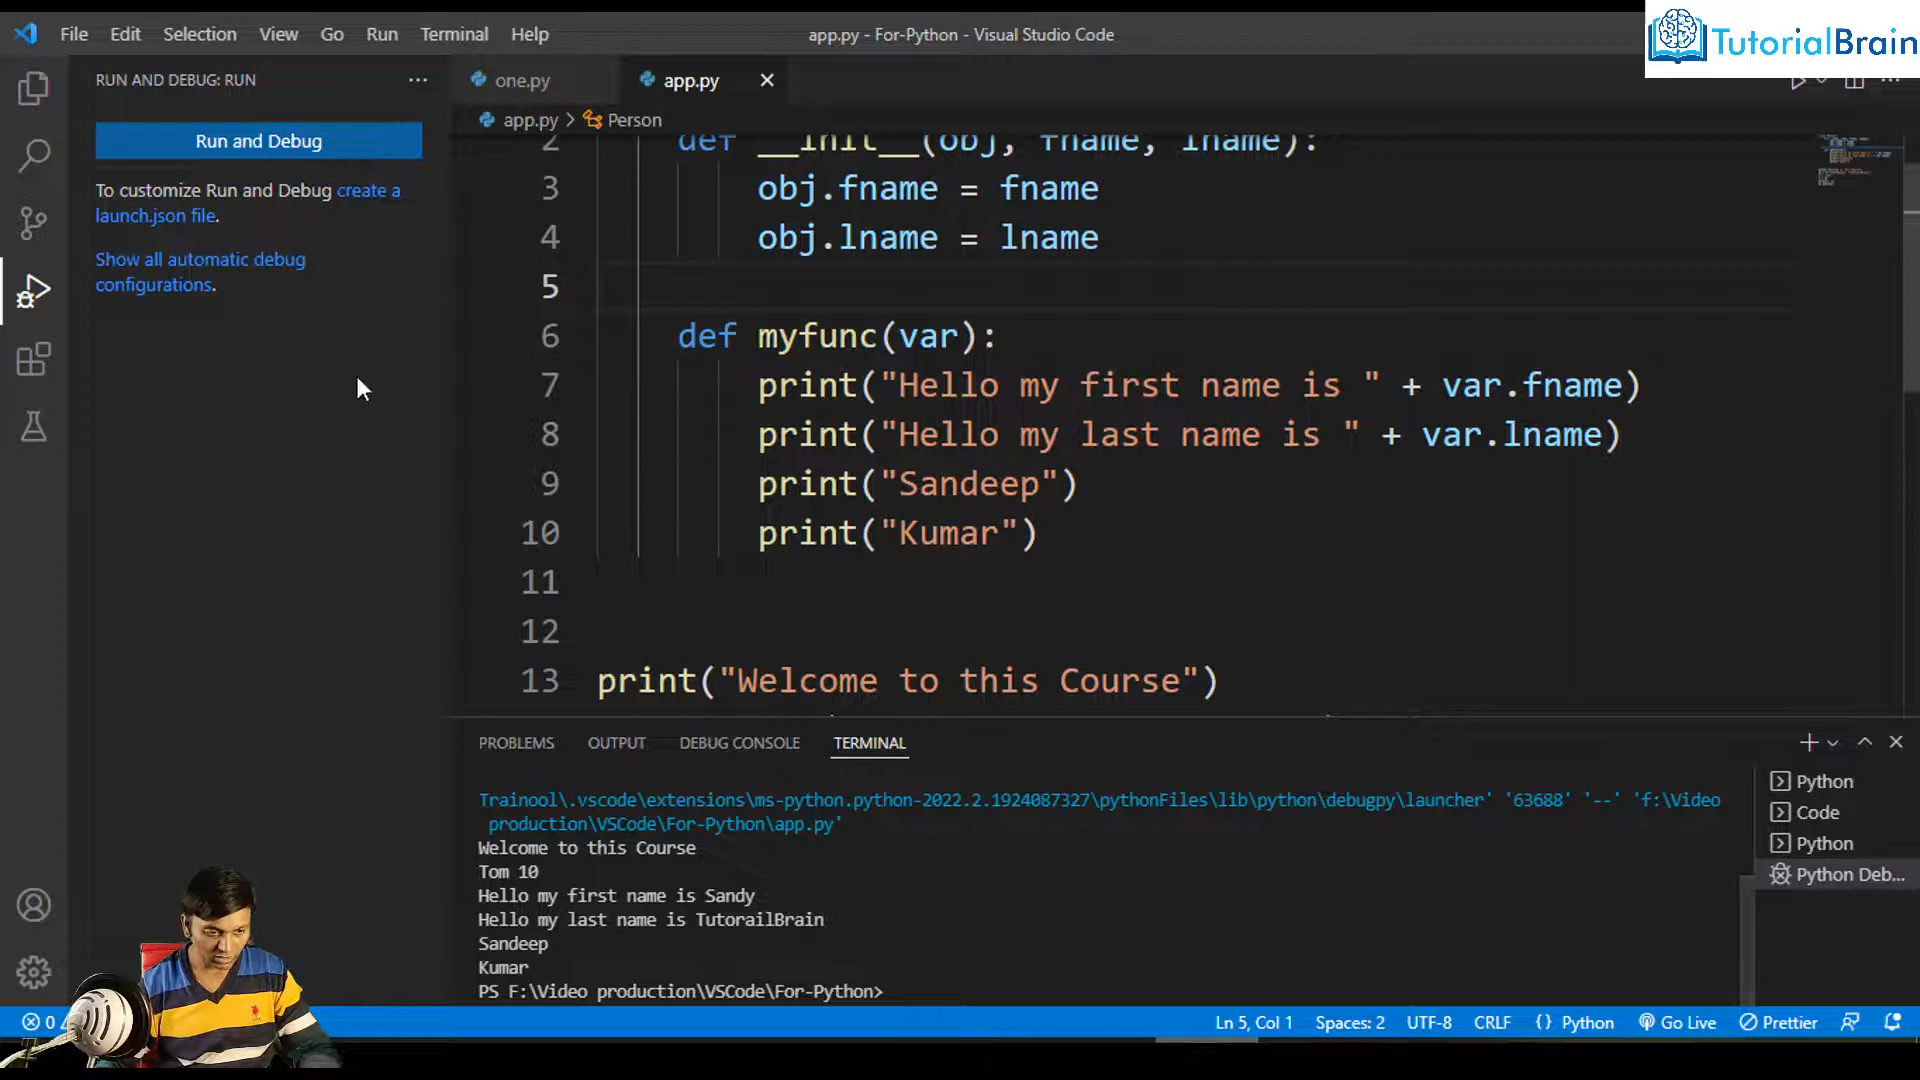 File Edit Selection View Go Run Terminal Help
app.py - For-Python - Visual Studio Code
TutorialBrain
RUN AND DEBUG: RUN
Run and Debug
To customize Run and Debug create a
launch.json file.
Show all automatic debug
configurations.
one.py
app.py
app.py > Person
2 def __init__(obj, fname, lname):
3 obj.fname = fname
4 obj.lname = lname
5
6 def myfunc(var):
7 print("Hello my first name is " + var.fname)
8 print("Hello my last name is " + var.lname)
9 print("Sandeep")
10 print("Kumar")
11
12
13 print("Welcome to this Course")
PROBLEMS OUTPUT DEBUG CONSOLE TERMINAL
Trainool\.vscode\extensions\ms-python.python-2022.2.1924087327\pythonFiles\lib\python\debugpy\launcher' '63688' '--' 'f:\Video
production\VSCode\For-Python\app.py'
Welcome to this Course
Tom 10
Hello my first name is Sandy
Hello my last name is TutorailBrain
Sandeep
Kumar
PS F:\Video production\VSCode\For-Python>
Python
Code
Python
Python Deb...
0
Ln 5, Col 1 Spaces: 2 UTF-8 CRLF {} Python Go Live Prettier